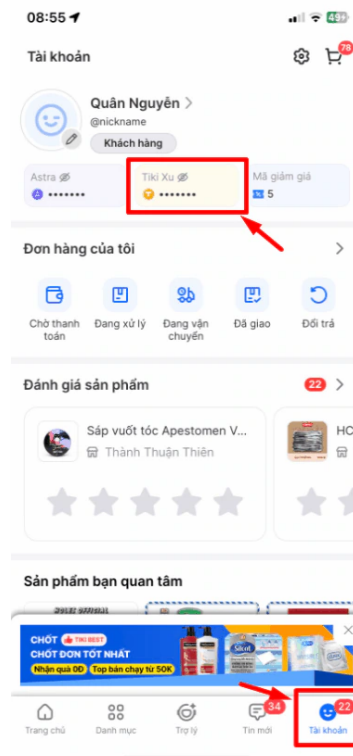 08:55
49
Tài khoản
78
Quân Nguyễn
@nickname
Khách hàng
Astra
Tiki Xu
Mã giảm giá
•••••••
•••••••
5
Đơn hàng của tôi
Chờ thanh toán
Đang xử lý
Đang vận chuyển
Đã giao
Đổi trả
Đánh giá sản phẩm
22
Sáp vuốt tóc Apestomen V...
HC
Thành Thuận Thiên
Sản phẩm bạn quan tâm
CHỐT TIKI BEST
CHỐT ĐƠN TỐT NHẤT
Nhận quà 0Đ
Top bán chạy từ 50K
Trang chủ
Danh mục
Trợ lý
34
Tin mới
22
Tài khoản